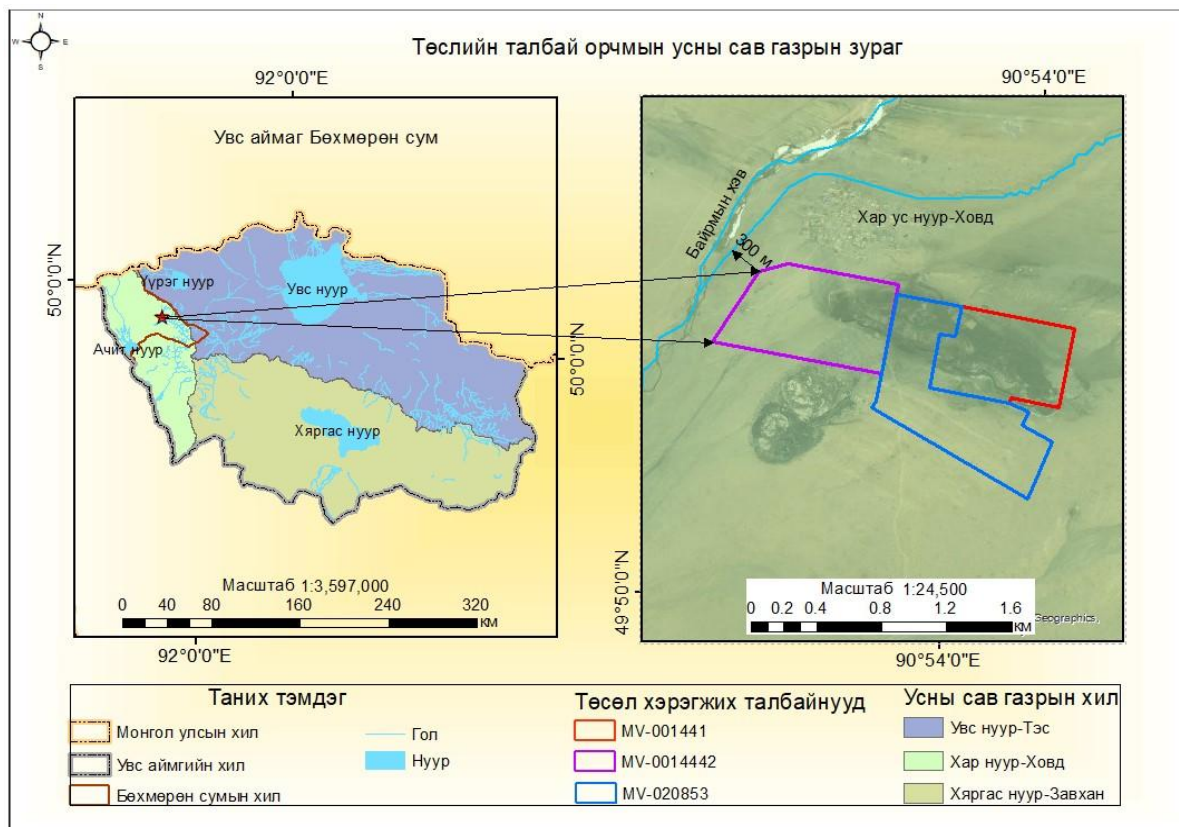 N
W
E
S
Төслийн талбай орчмын усны сав газрын зураг
92°0'0"E
90°54'0"E
Увс аймаг Бөхмөрөн сум
50°0'0"N
Үүрэг нуур
Увс нуур
Ачит нуур
Хяргас нуур
50°0'0"N
Масштаб 1:3,597,000
0 40 80 160 240 320
КМ
92°0'0"E
Байрмын хэв
300 м
Хар ус нуур-Ховд
49°50'0"N
Масштаб 1:24,500
0 0.2 0.4 0.8 1.2 1.6
КМ
Geographics,
90°54'0"E
Таних тэмдэг
Монгол улсын хил
Увс аймгийн хил
Бөхмөрөн сумын хил
Гол
Нуур
Төсөл хэрэгжих талбайнууд
MV-001441
MV-0014442
MV-020853
Усны сав газрын хил
Увс нуур-Тэс
Хар нуур-Ховд
Хяргас нуур-Завхан